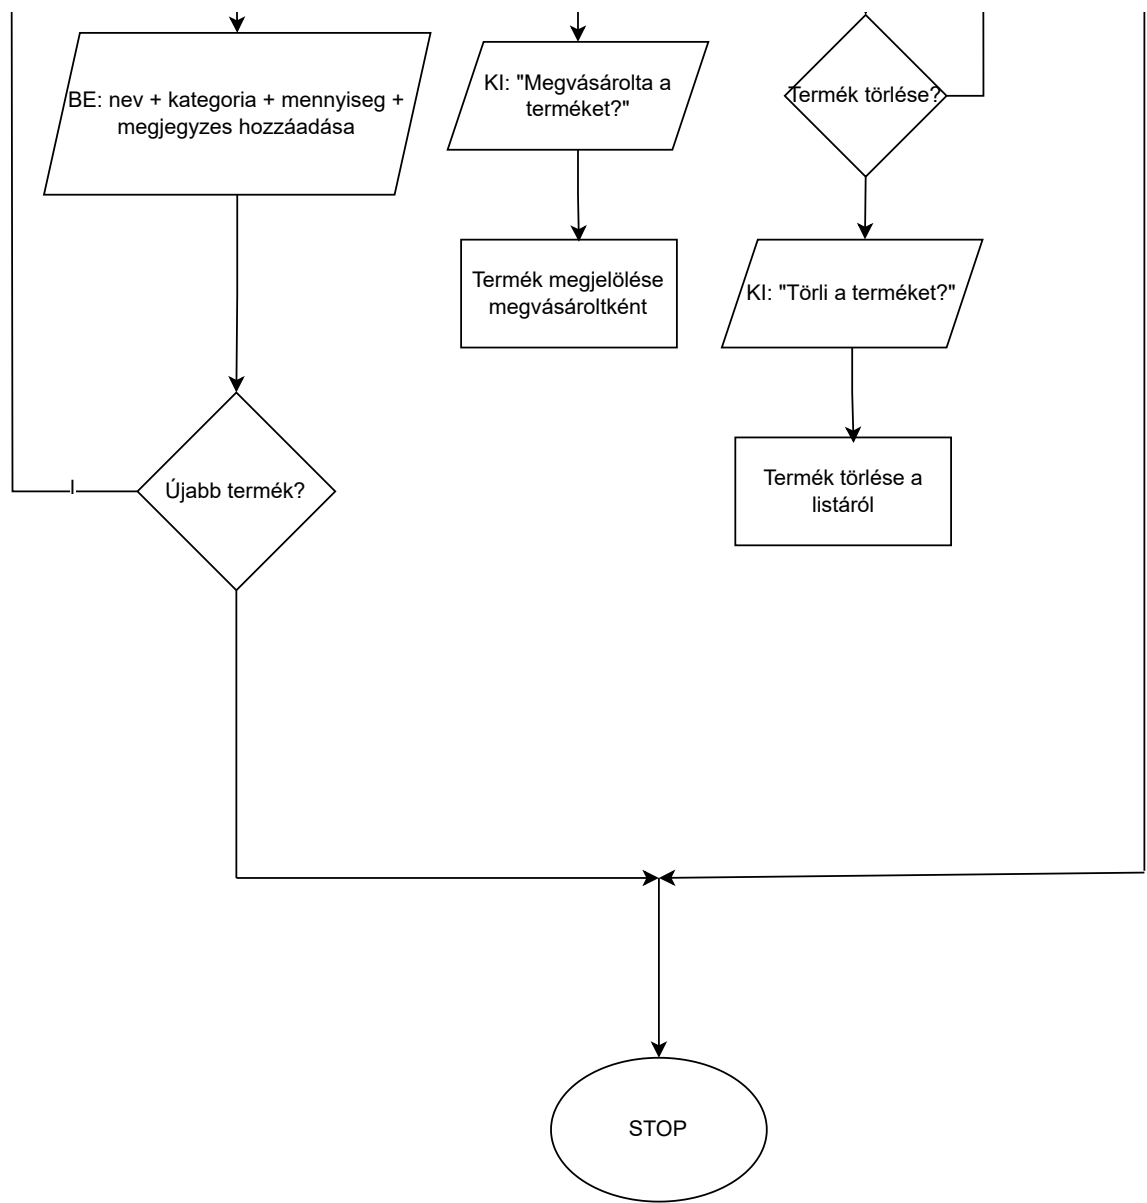 BE: nev + kategoria + mennyiseg +
megjegyzes hozzáadása
KI: "Megvásárolta a
terméket?"
Termék törlése?
Termék megjelölése
megvásároltként
KI: "Törli a terméket?"
Újabb termék?
I
Termék törlése a
listáról
STOP